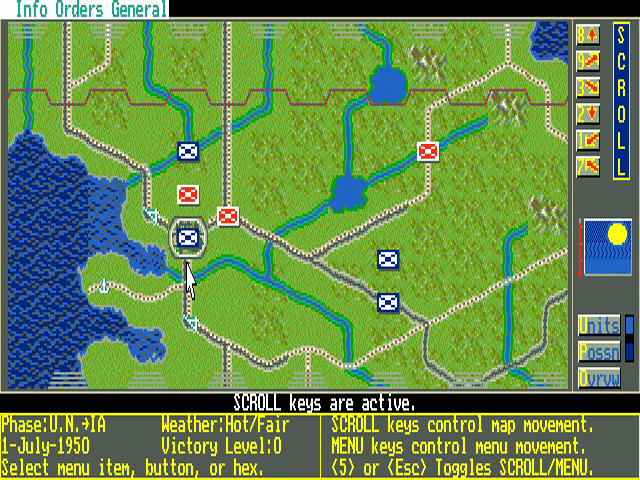 Info Orders General
8
9
3
2
1
7
S
C
R
O
L
L
Units
Possn
Ovrvw
SCROLL keys are active.
Phase:U.N.→IA Weather:Hot/Fair
1-July-1950 Victory Level:0
Select menu item, button, or hex.
SCROLL keys control map movement.
MENU keys control menu movement.
<5> or <Esc> Toggles SCROLL/MENU.